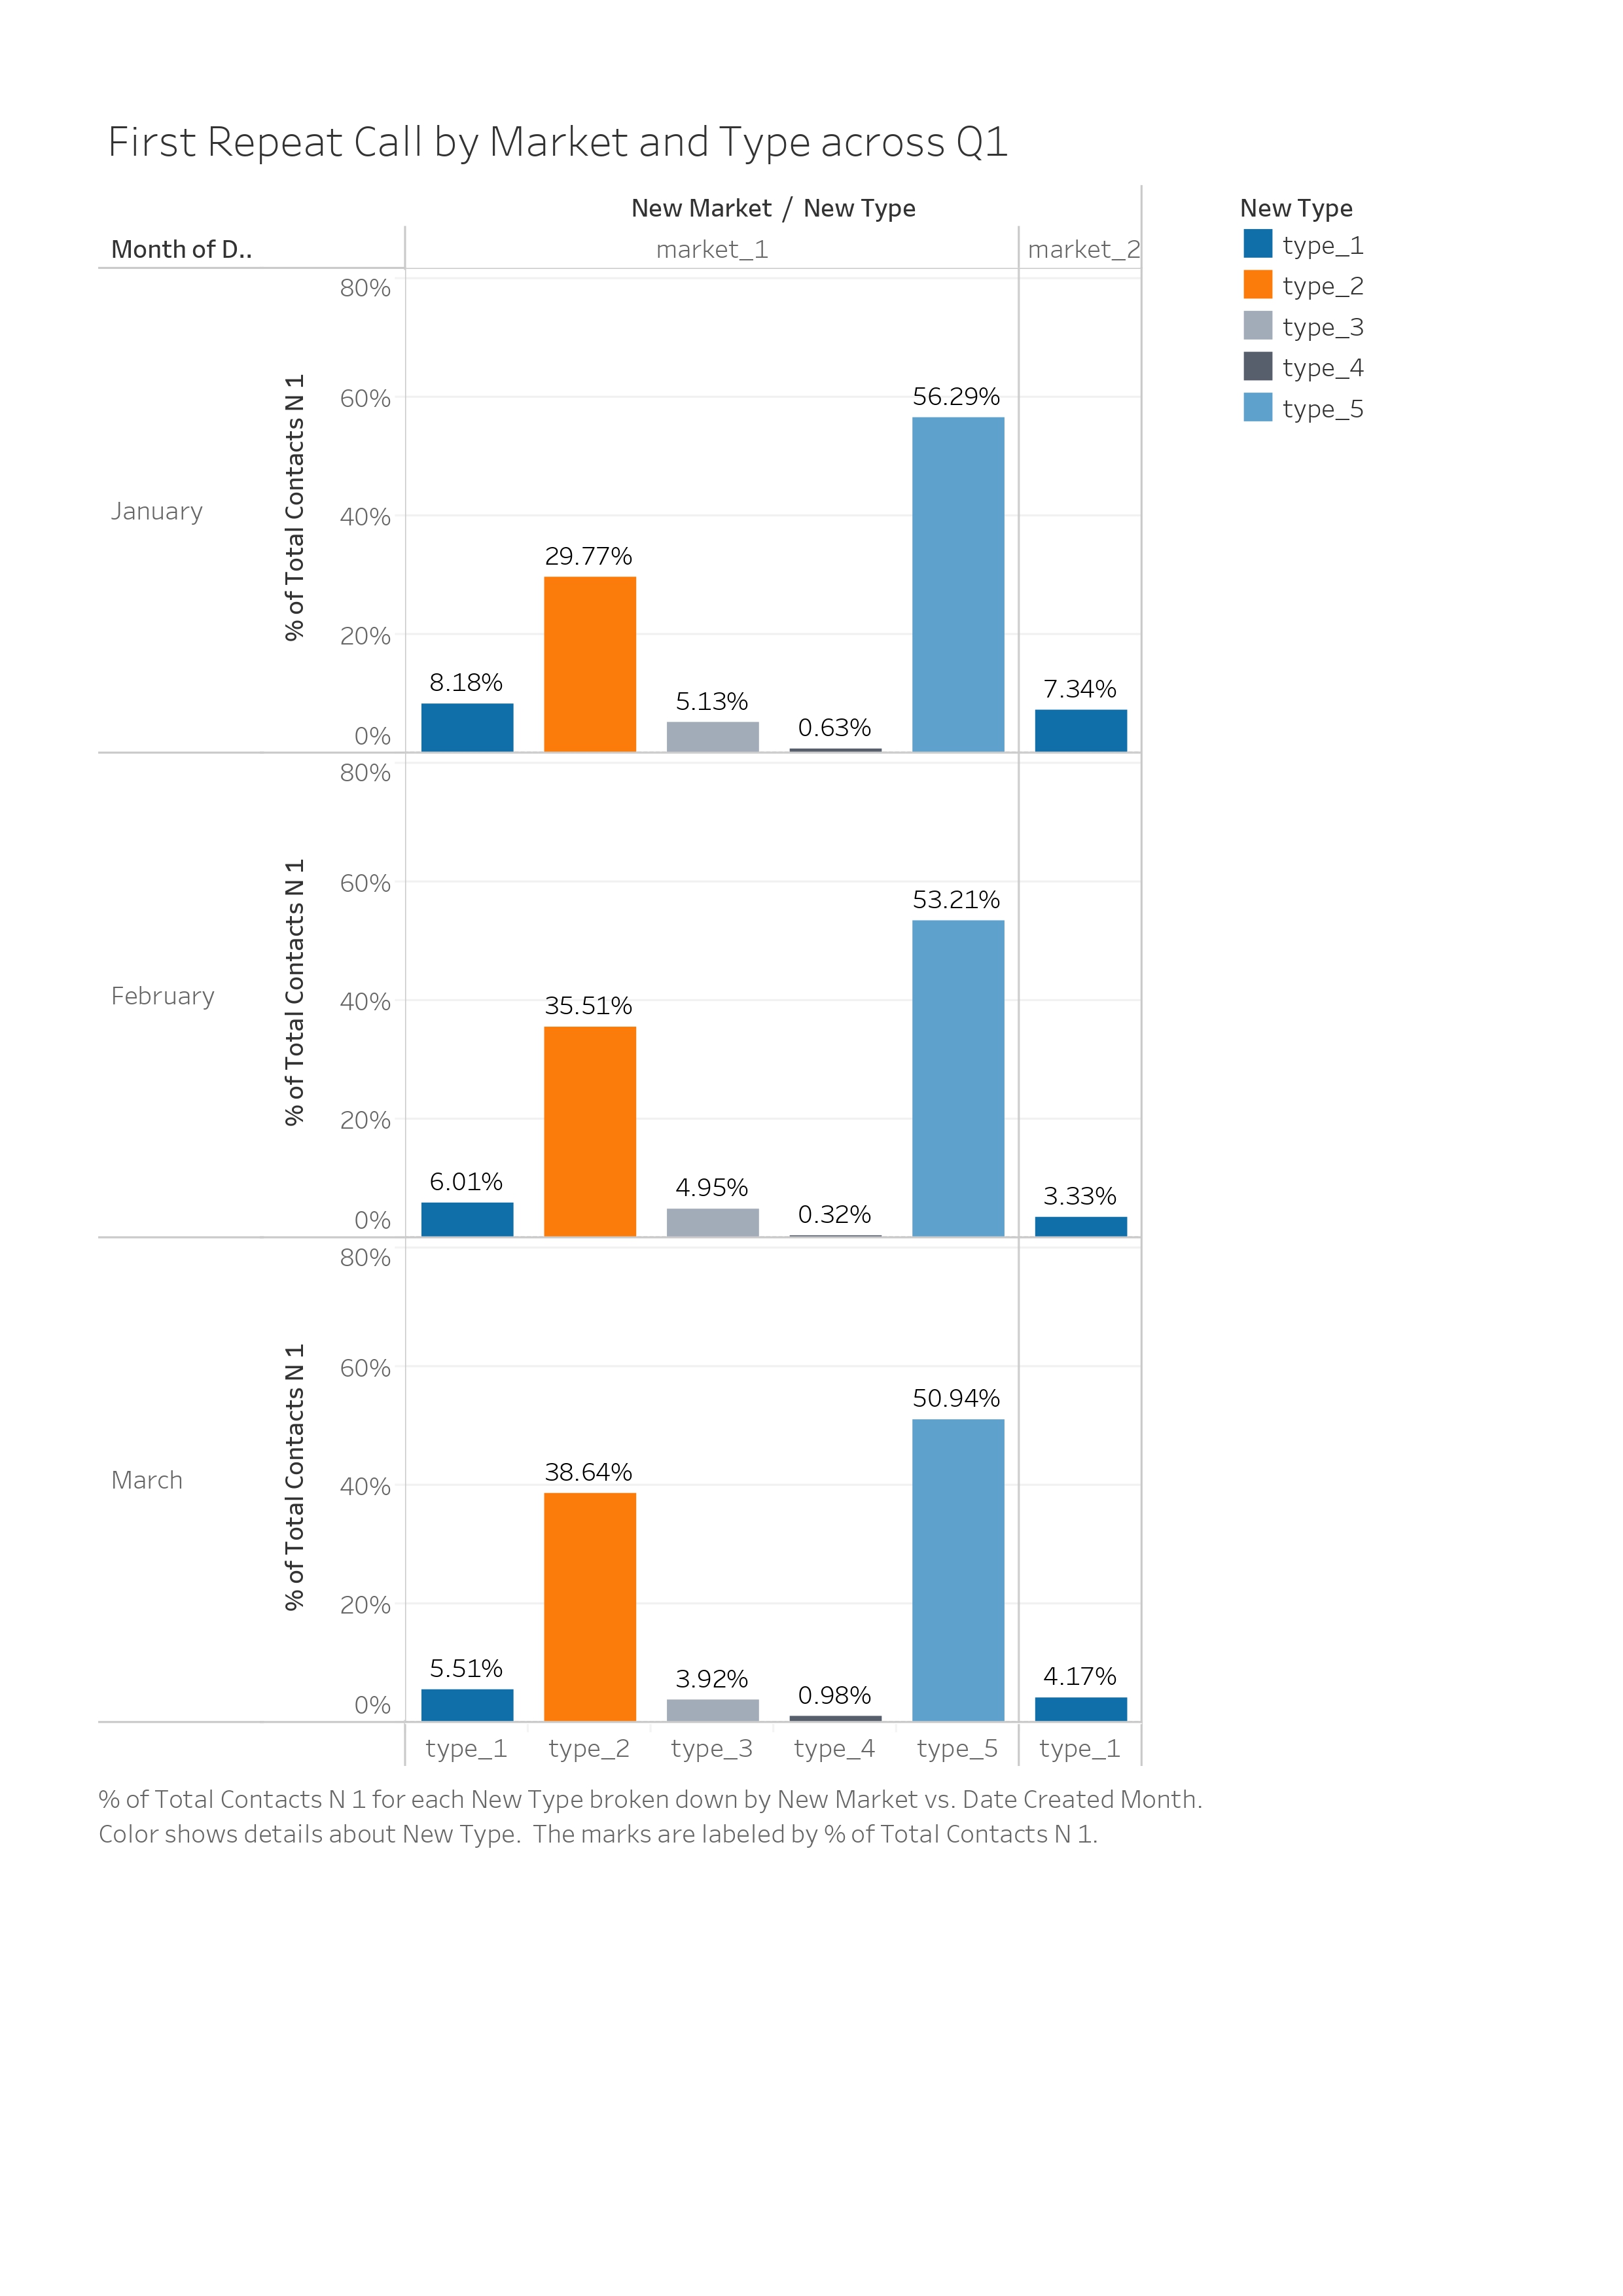 First Repeat Call by Market and Type across Q1
New Market / New Type
Month of D..
market_1
market_2
New Type
type_1
type_2
type_3
type_4
type_5
January
% of Total Contacts N 1
80%
60%
40%
20%
0%
8.18%
29.77%
5.13%
0.63%
56.29%
7.34%
February
% of Total Contacts N 1
80%
60%
40%
20%
0%
6.01%
35.51%
4.95%
0.32%
53.21%
3.33%
March
% of Total Contacts N 1
80%
60%
40%
20%
0%
5.51%
38.64%
3.92%
0.98%
50.94%
4.17%
type_1
type_2
type_3
type_4
type_5
type_1
% of Total Contacts N 1 for each New Type broken down by New Market vs. Date Created Month.
Color shows details about New Type.  The marks are labeled by % of Total Contacts N 1.